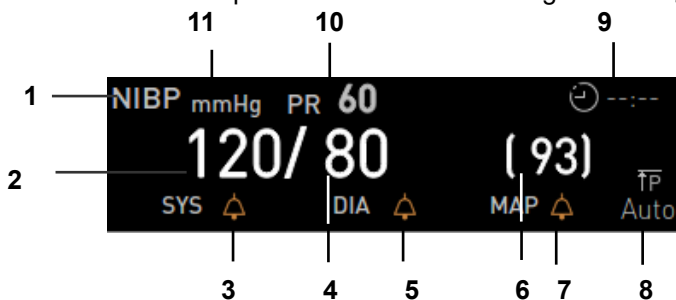 11 10 9
1 NIBP mmHg PR 60 --:--
120/ 80 ( 93)
2
P
SYS DIA MAP Auto
3 4 5 6 7 8